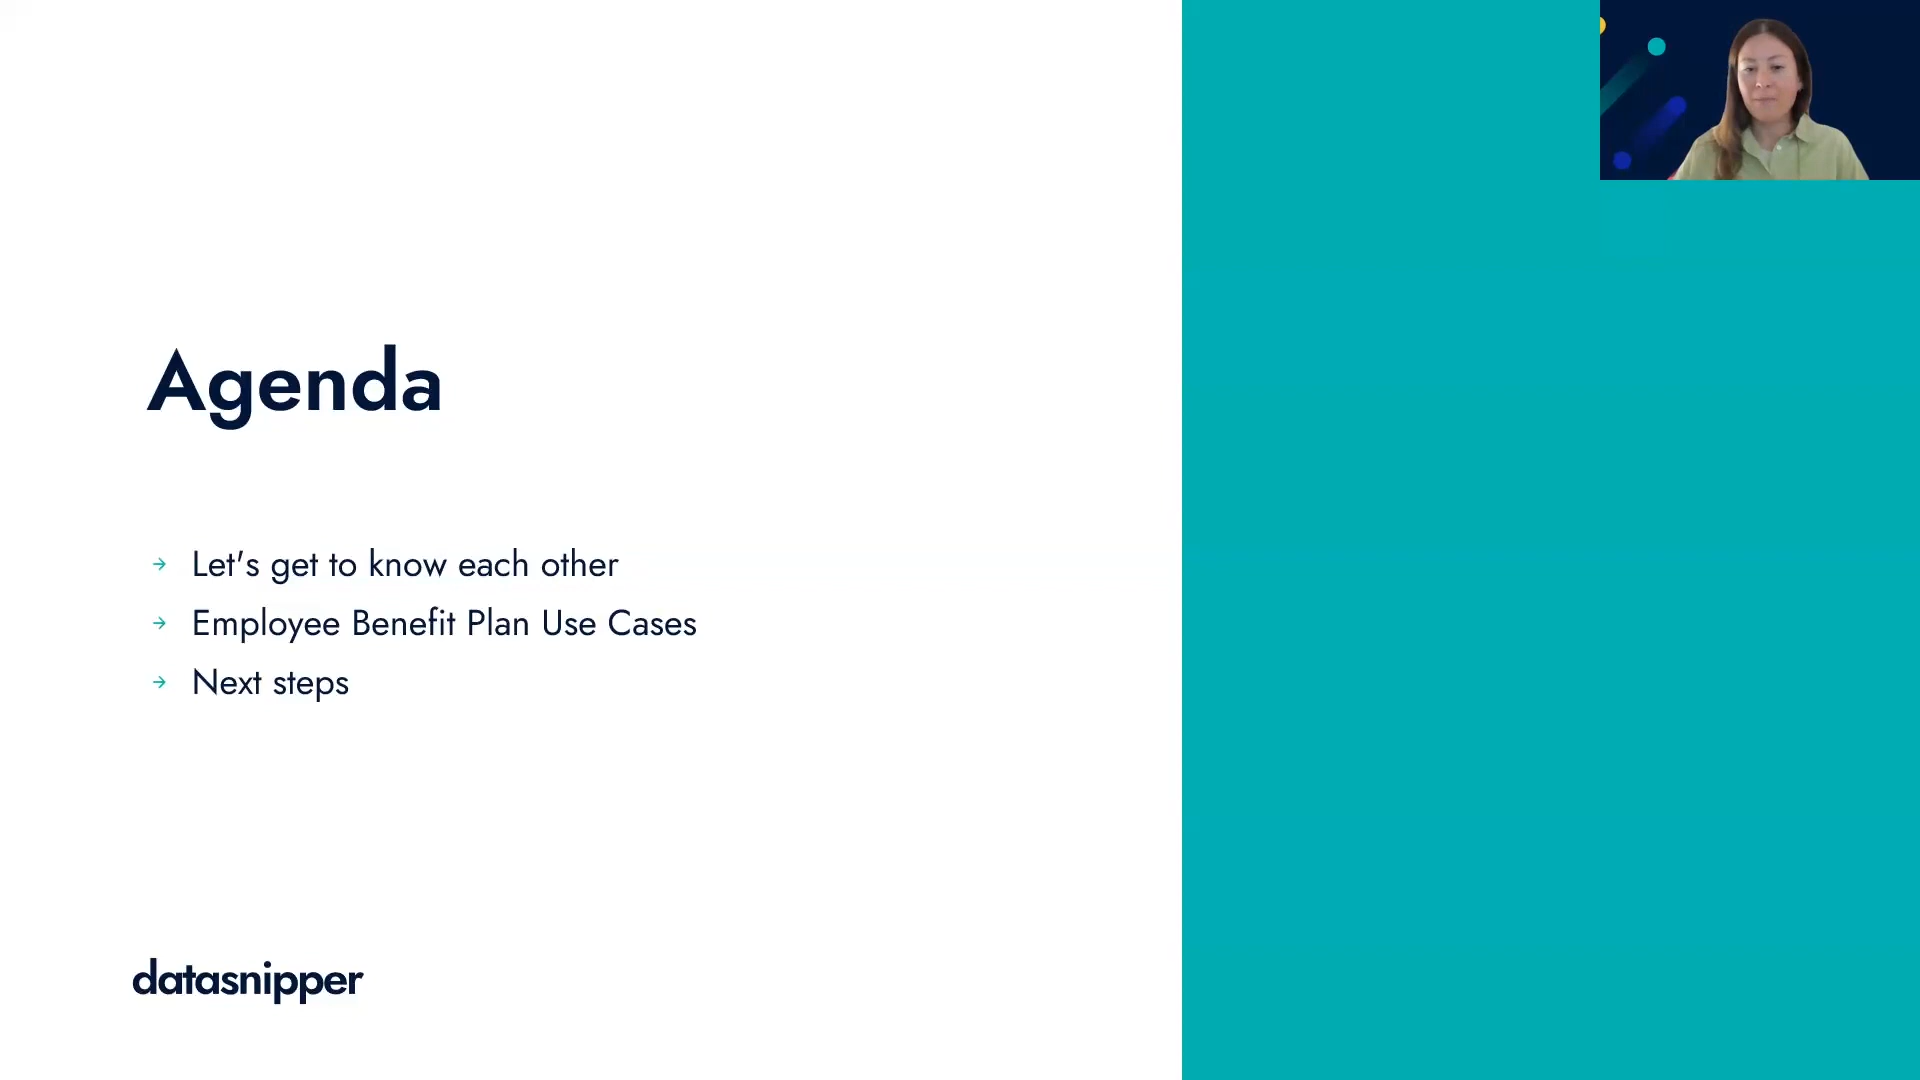 Agenda
→ Let's get to know each other
→ Employee Benefit Plan Use Cases
→ Next steps
datasnipper